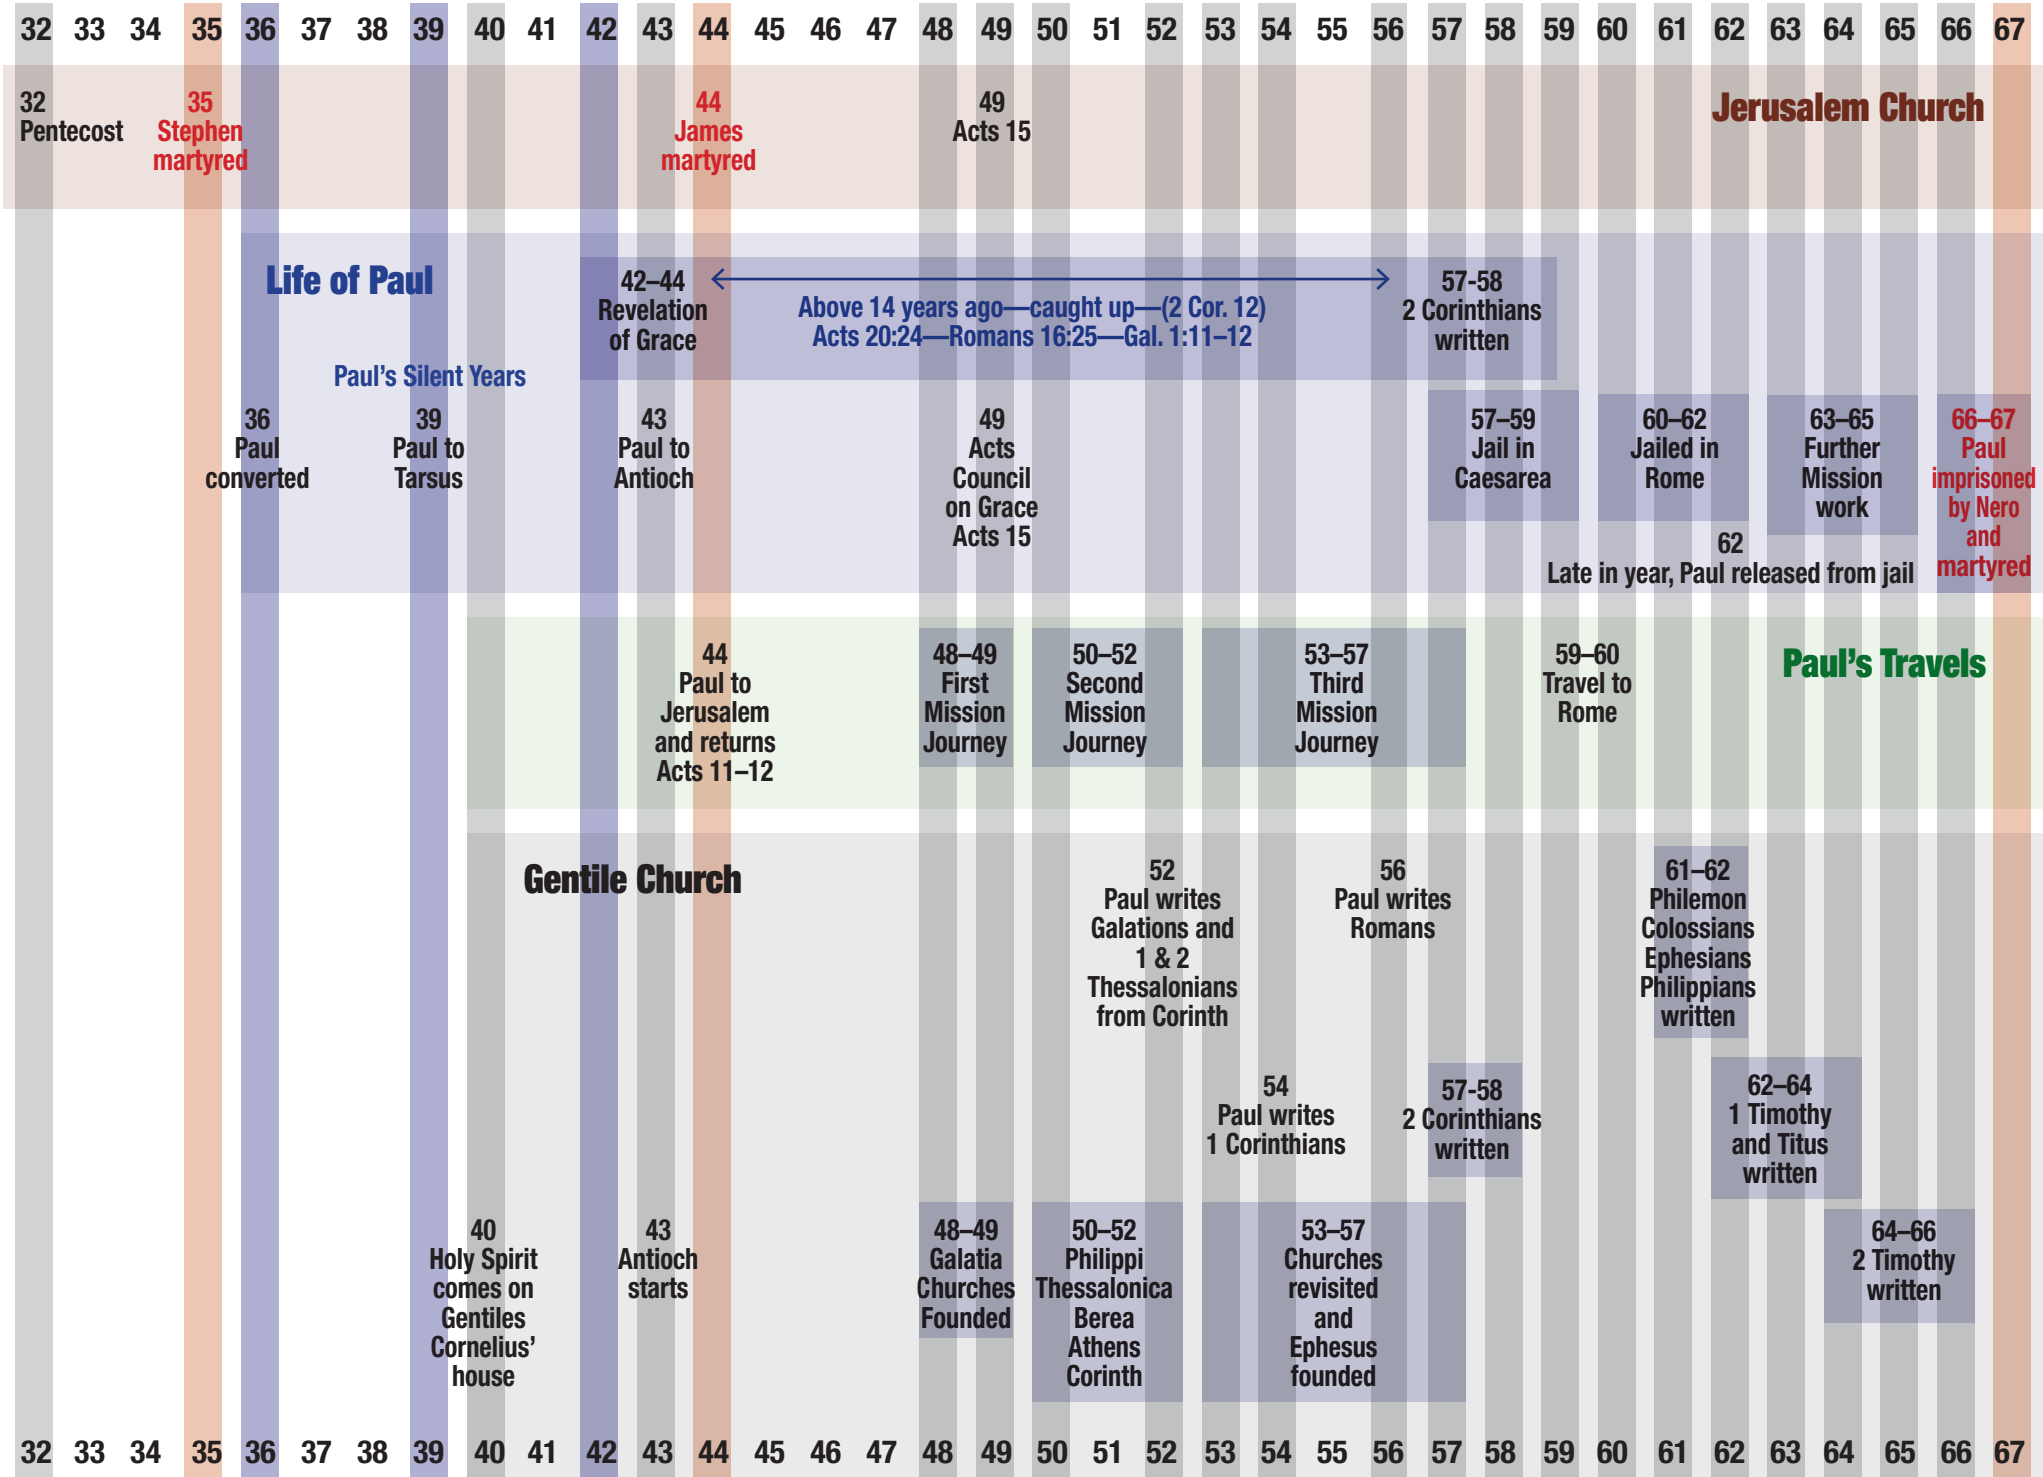 32 33 34 35 36 37 38 39 40 41 42 43 44 45 46 47 48 49 50 51 52 53 54 55 56 57 58 59 60 61 62 63 64 65 66 67
Jerusalem Church
32
Pentecost
35
Stephen
martyred
44
James
martyred
49
Acts 15
Life of Paul
42–44
Revelation
of Grace
Above 14 years ago—caught up—(2 Cor. 12)
Acts 20:24—Romans 16:25—Gal. 1:11–12
57-58
2 Corinthians
written
Paul's Silent Years
36
Paul
converted
39
Paul to
Tarsus
43
Paul to
Antioch
49
Acts
Council
on Grace
Acts 15
57–59
Jail in
Caesarea
60–62
Jailed in
Rome
63–65
Further
Mission
work
66–67
Paul
imprisoned
by Nero
and
martyred
62
Late in year, Paul released from jail
Paul's Travels
44
Paul to
Jerusalem
and returns
Acts 11–12
48–49
First
Mission
Journey
50–52
Second
Mission
Journey
53–57
Third
Mission
Journey
59–60
Travel to
Rome
Gentile Church
52
Paul writes
Galations and
1 & 2
Thessalonians
from Corinth
56
Paul writes
Romans
61–62
Philemon
Colossians
Ephesians
Philippians
written
54
Paul writes
1 Corinthians
57-58
2 Corinthians
written
62–64
1 Timothy
and Titus
written
40
Holy Spirit
comes on
Gentiles
Cornelius'
house
43
Antioch
starts
48–49
Galatia
Churches
Founded
50–52
Philippi
Thessalonica
Berea
Athens
Corinth
53–57
Churches
revisited
and
Ephesus
founded
64–66
2 Timothy
written
32 33 34 35 36 37 38 39 40 41 42 43 44 45 46 47 48 49 50 51 52 53 54 55 56 57 58 59 60 61 62 63 64 65 66 67